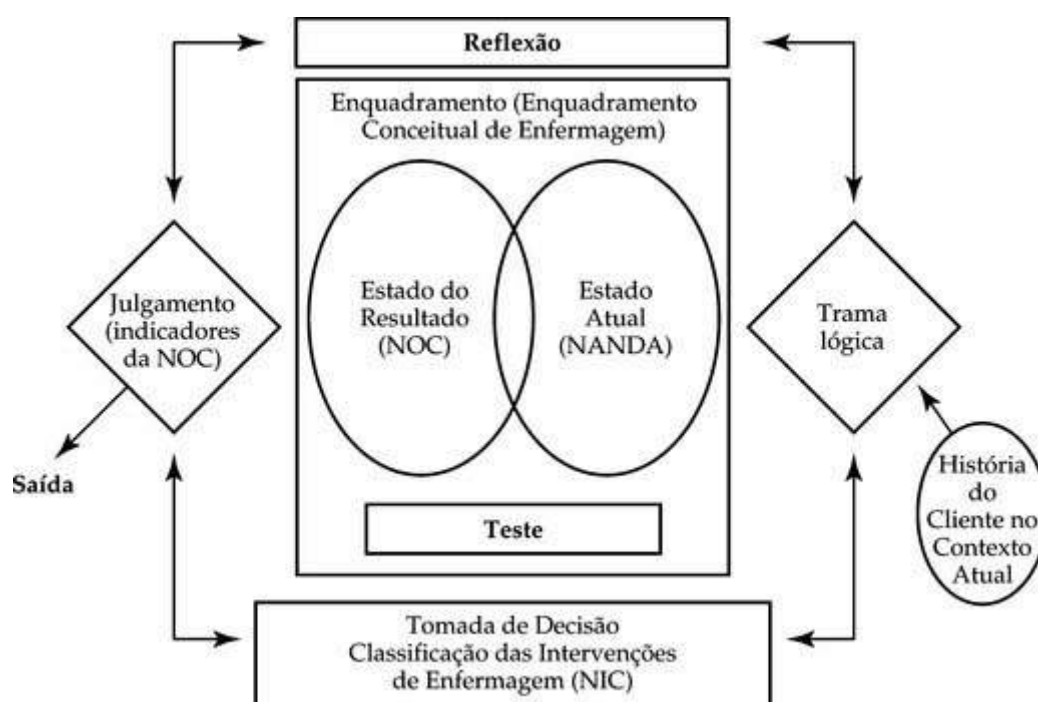 Reflexão
Enquadramento (Enquadramento
Conceitual de Enfermagem)
Julgamento
(indicadores
da NOC)
Estado do
Resultado
(NOC)
Estado
Atual
(NANDA)
Trama
lógica
Saída
História
do
Cliente no
Contexto
Atual
Teste
Tomada de Decisão
Classificação das Intervenções
de Enfermagem (NIC)